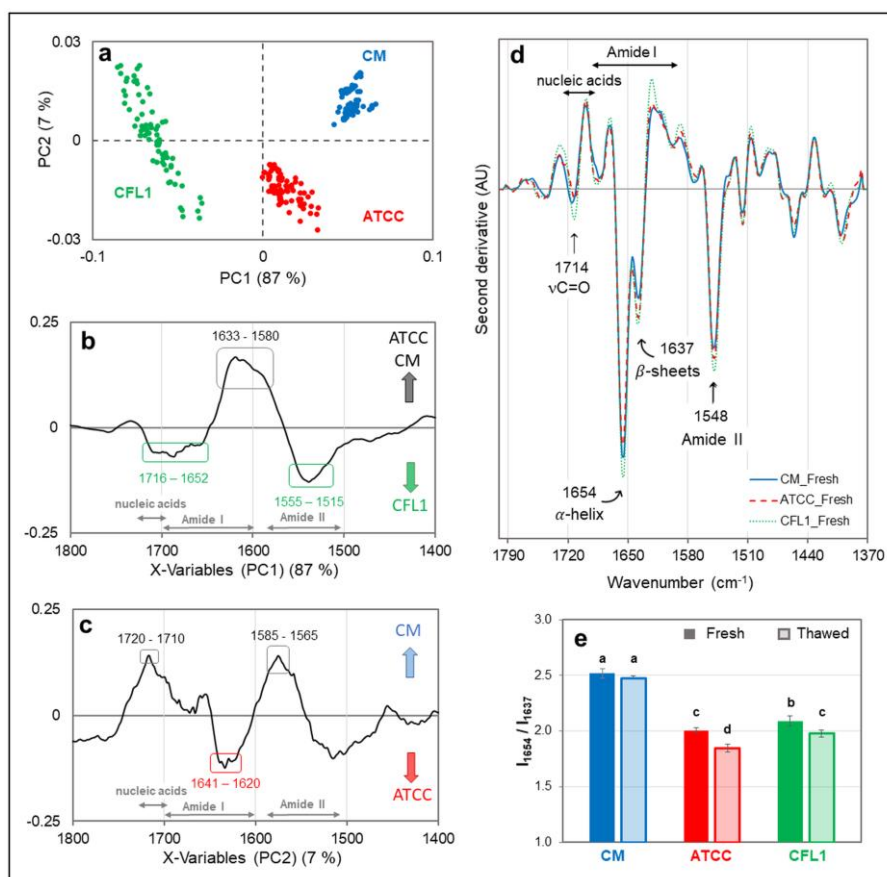 a
0.03
0
-0.03
PC2 (7 %)
CM
CFL1
ATCC
-0.1
0
0.1
PC1 (87 %)
b
0.25
0
-0.25
1633 - 1580
ATCC
CM
1716 – 1652
1555 – 1515
CFL1
nucleic acids
Amide I
Amide II
1800
1700
1600
1500
1400
X-Variables (PC1) (87 %)
c
0.25
0
-0.25
1720 - 1710
1585 - 1565
CM
1641 – 1620
ATCC
nucleic acids
Amide I
Amide II
1800
1700
1600
1500
1400
X-Variables (PC2) (7 %)
d
Amide I
nucleic acids
Second derivative (AU)
1714
νC=O
1637
β-sheets
1548
Amide II
1654
α-helix
CM_Fresh
ATCC_Fresh
CFL1_Fresh
1790
1720
1650
1580
1510
1440
1370
Wavenumber (cm-1)
e
3.0
2.5
2.0
1.5
1.0
I1654 / I1637
Fresh
Thawed
a
a
c
d
b
c
CM
ATCC
CFL1